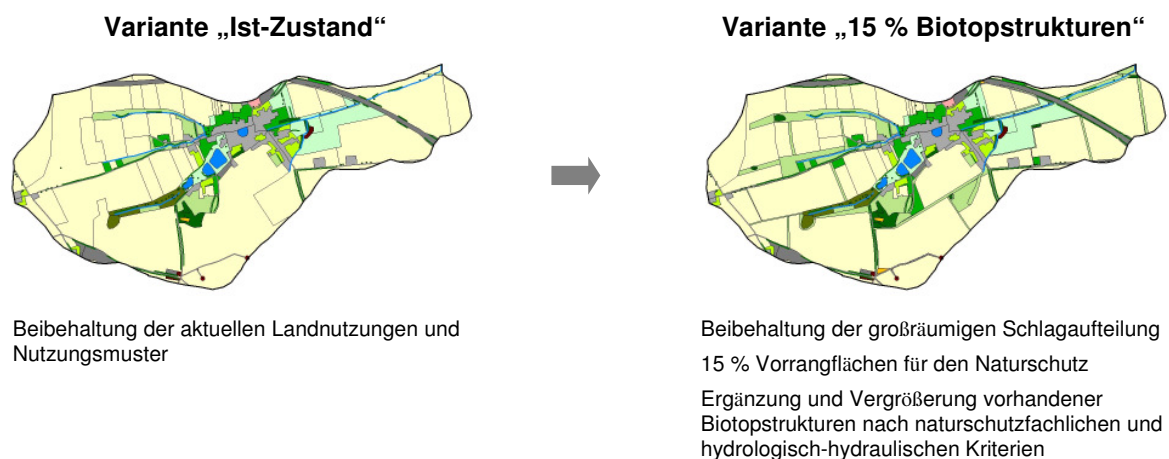 Variante „Ist-Zustand“
Beibehaltung der aktuellen Landnutzungen und
Nutzungsmuster
Variante „15 % Biotopstrukturen“
Beibehaltung der großräumigen Schlagaufteilung
15 % Vorrangflächen für den Naturschutz
Ergänzung und Vergrößerung vorhandener
Biotopstrukturen nach naturschutzfachlichen und
hydrologisch-hydraulischen Kriterien